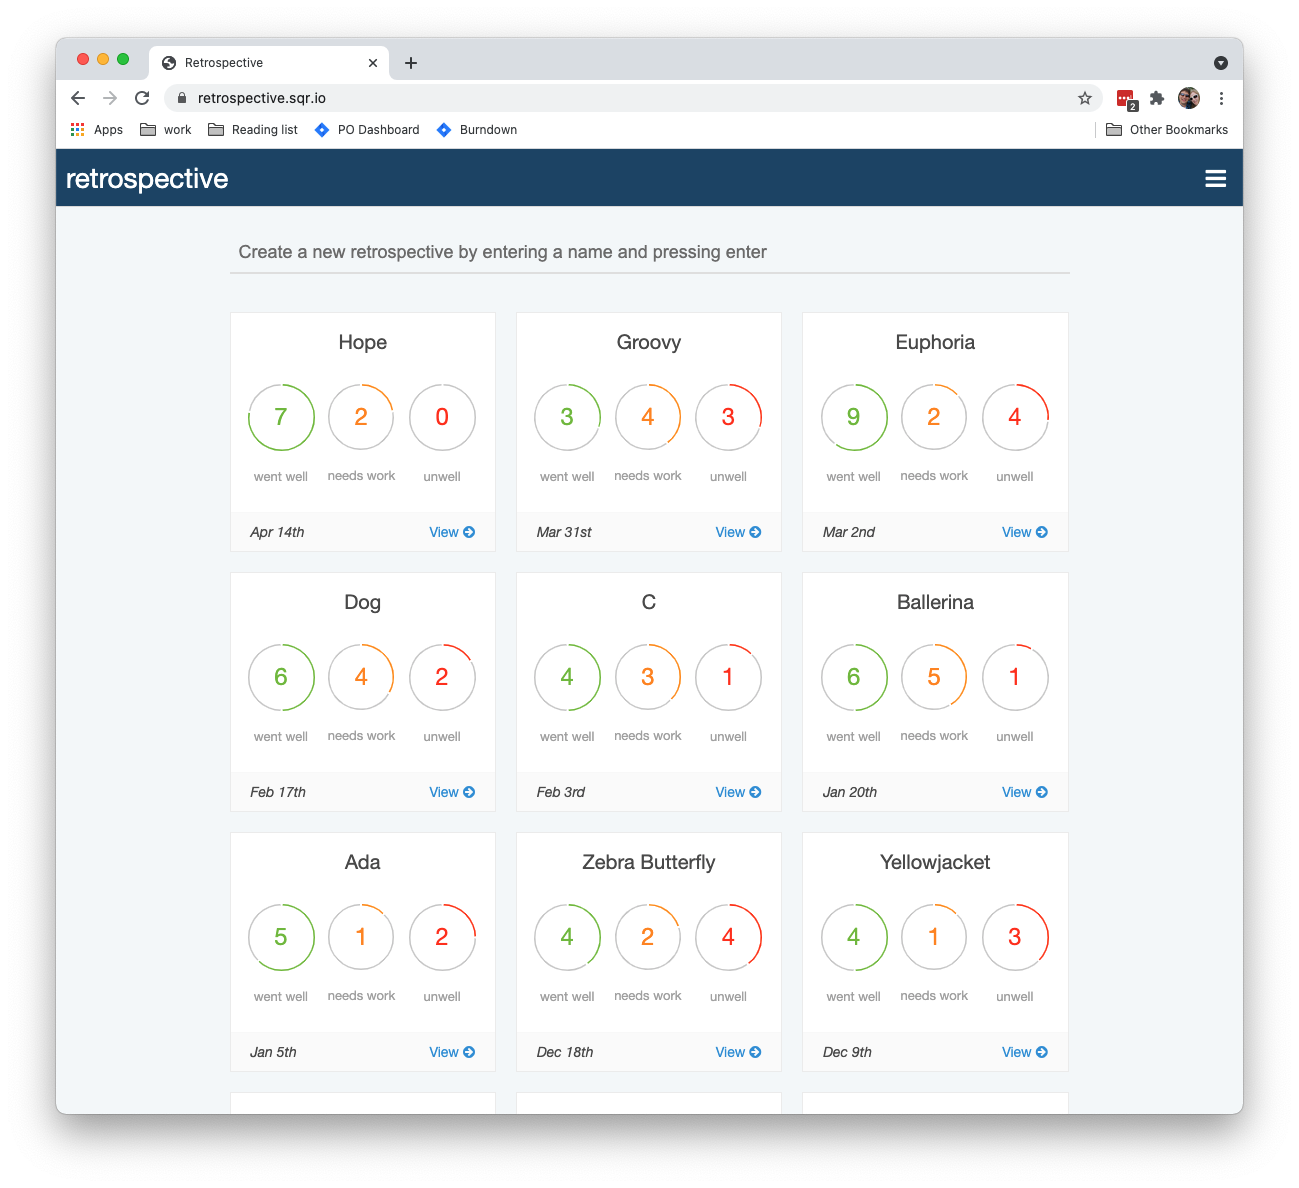 Retrospective
retrospective.sqr.io
2
Apps work Reading list PO Dashboard Burndown Other Bookmarks
retrospective
Create a new retrospective by entering a name and pressing enter
Hope
7 2 0
went well needs work unwell
Apr 14th View
Groovy
3 4 3
went well needs work unwell
Mar 31st View
Euphoria
9 2 4
went well needs work unwell
Mar 2nd View
Dog
6 4 2
went well needs work unwell
Feb 17th View
C
4 3 1
went well needs work unwell
Feb 3rd View
Ballerina
6 5 1
went well needs work unwell
Jan 20th View
Ada
5 1 2
went well needs work unwell
Jan 5th View
Zebra Butterfly
4 2 4
went well needs work unwell
Dec 18th View
Yellowjacket
4 1 3
went well needs work unwell
Dec 9th View